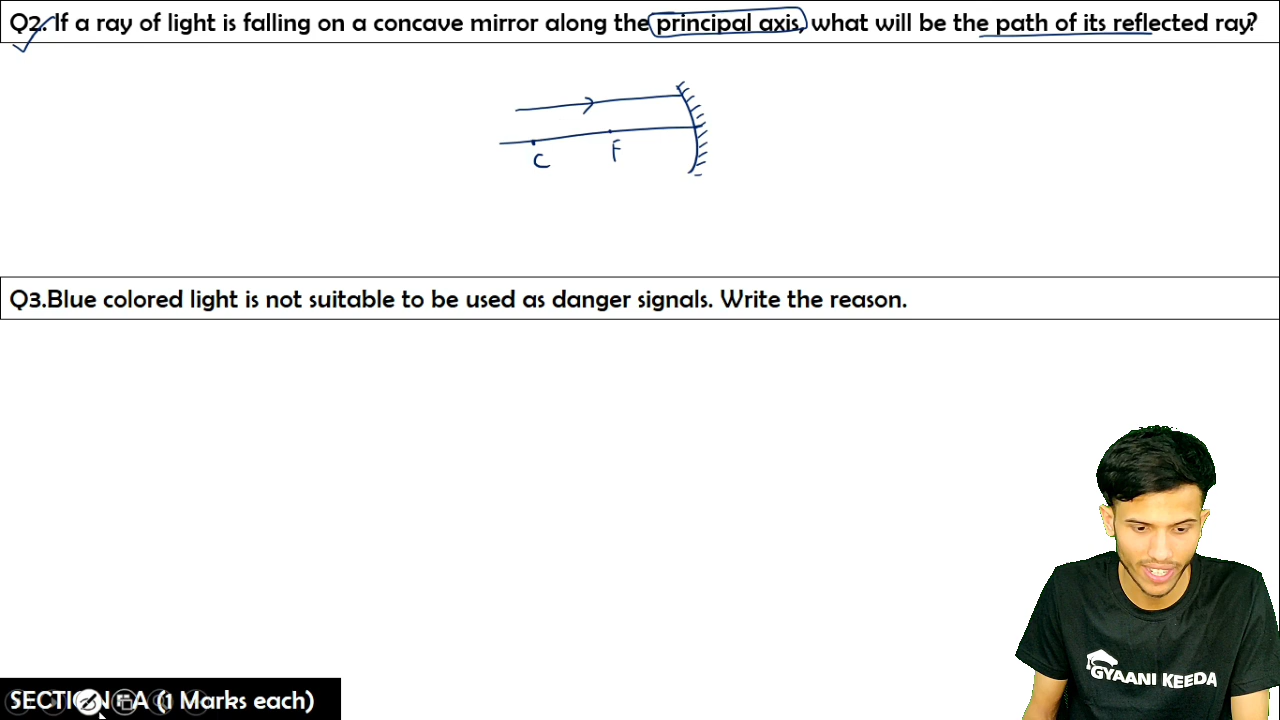 Q2. If a ray of light is falling on a concave mirror along the principal axis, what will be the path of its reflected ray?
C
F
Q3.Blue colored light is not suitable to be used as danger signals. Write the reason.
GYAANI KEEDA
SECTION -A (1 Marks each)